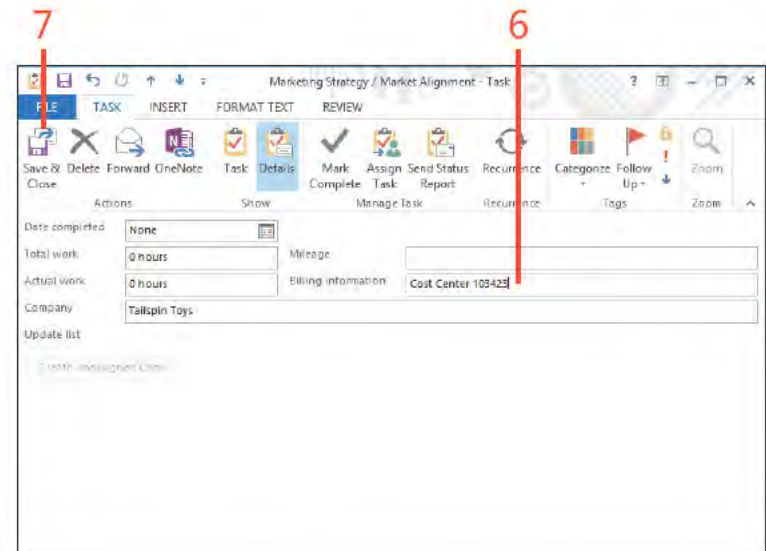 7 6
Marketing Strategy / Market Alignment - Task ?
FILE TASK INSERT FORMAT TEXT REVIEW
Save & Close Delete Forward OneNote Task Details Mark Complete Assign Task Send Status Report Recurrence Categorize Follow Up Zoom
Actions Show Manage Task Recurrence Tags Zoom
Date completed None
Total work 0 hours Mileage
Actual work 0 hours Billing information Cost Center 103423
Company Tailspin Toys
Update list
Create Unassigned Copy